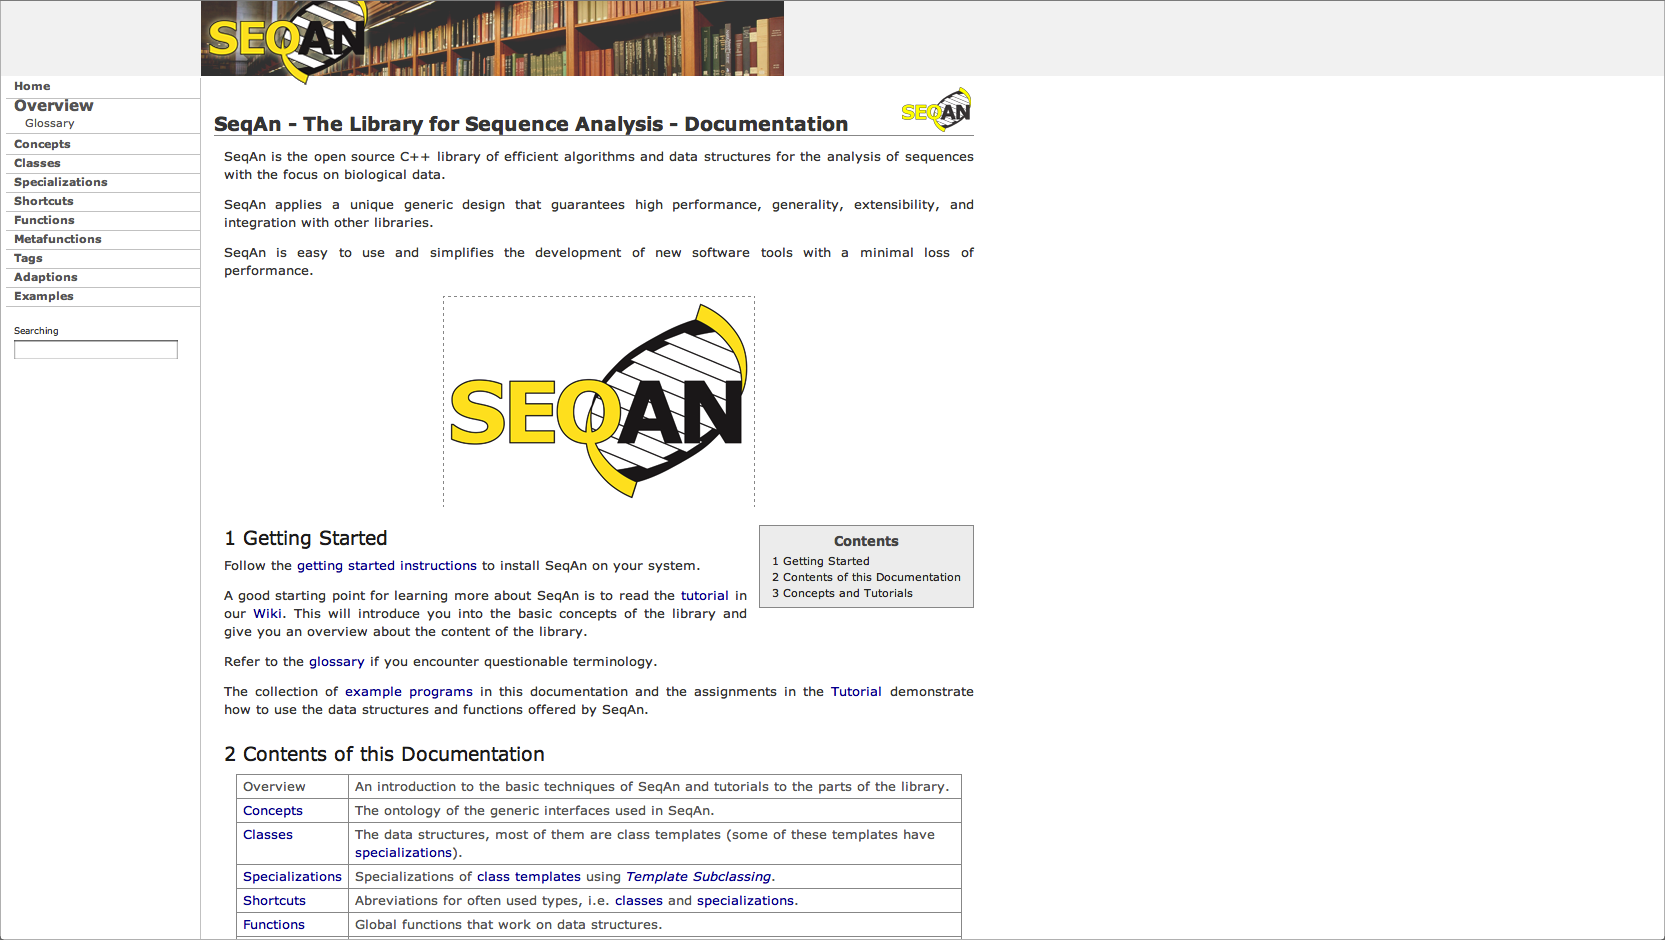 SEQAN
Home
Overview
Glossary
Concepts
Classes
Specializations
Shortcuts
Functions
Metafunctions
Tags
Adaptions
Examples
Searching
SEQAN
SeqAn - The Library for Sequence Analysis - Documentation
SeqAn is the open source C++ library of efficient algorithms and data structures for the analysis of sequences
with the focus on biological data.
SeqAn applies a unique generic design that guarantees high performance, generality, extensibility, and
integration with other libraries.
SeqAn is easy to use and simplifies the development of new software tools with a minimal loss of
performance.
SEQAN
1 Getting Started
Follow the getting started instructions to install SeqAn on your system.
A good starting point for learning more about SeqAn is to read the tutorial in
our Wiki. This will introduce you into the basic concepts of the library and
give you an overview about the content of the library.
Refer to the glossary if you encounter questionable terminology.
The collection of example programs in this documentation and the assignments in the Tutorial demonstrate
how to use the data structures and functions offered by SeqAn.
Contents
1 Getting Started
2 Contents of this Documentation
3 Concepts and Tutorials
2 Contents of this Documentation
Overview An introduction to the basic techniques of SeqAn and tutorials to the parts of the library.
Concepts The ontology of the generic interfaces used in SeqAn.
Classes The data structures, most of them are class templates (some of these templates have
specializations).
Specializations Specializations of class templates using Template Subclassing.
Shortcuts Abreviations for often used types, i.e. classes and specializations.
Functions Global functions that work on data structures.